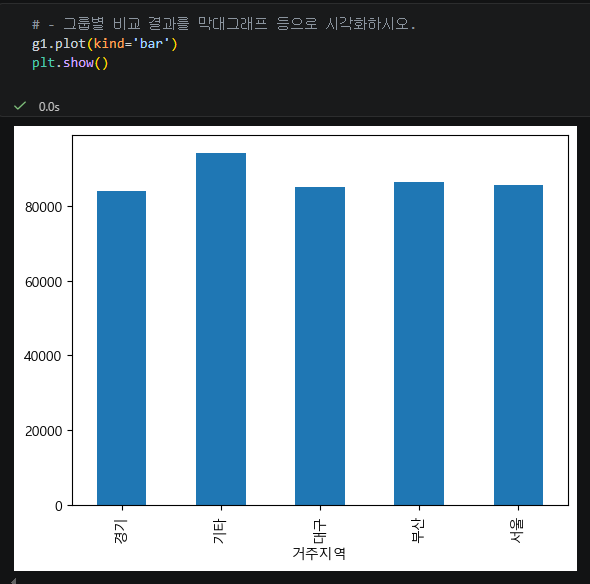 # - 그룹별 비교 결과를 막대그래프 등으로 시각화하시오.
g1.plot(kind='bar')
plt.show()
0.0s
80000
60000
40000
20000
0
경기
기타
대구
부산
서울
거주지역